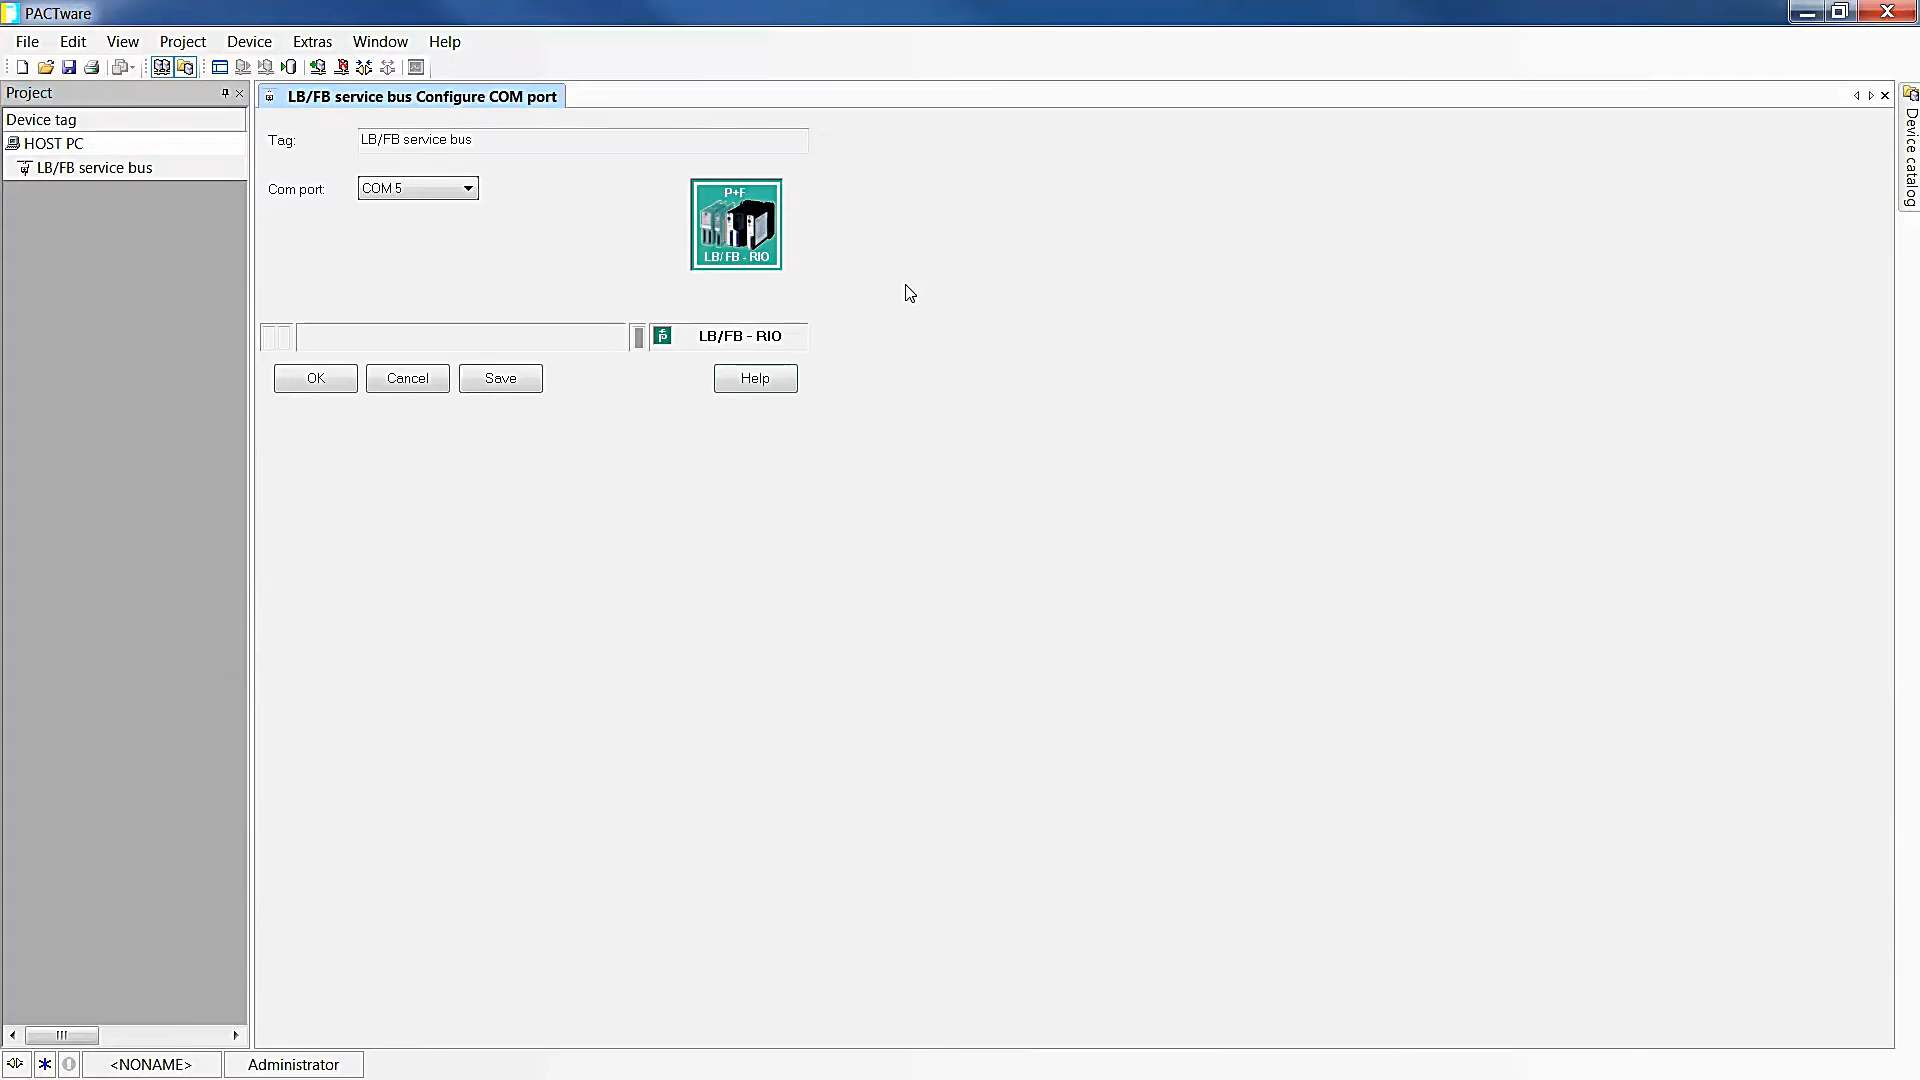 PACTware
File Edit View Project Device Extras Window Help
Project
LB/FB service bus Configure COM port
Device tag
HOST PC
LB/FB service bus
Tag: LB/FB service bus
Com port: COM 5
P+F
LB/FB - RIO
LB/FB - RIO
OK Cancel Save Help
Device catalog
<NONAME> Administrator